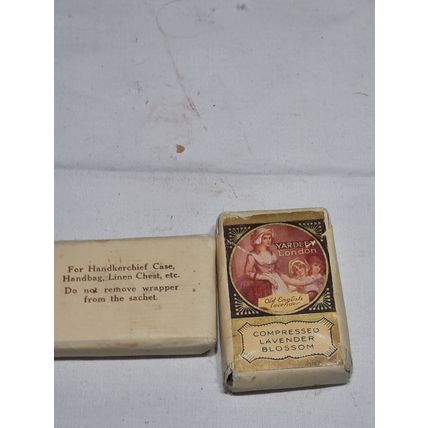 For Handkerchief Case,
Handbag, Linen Chest, etc.
Do not remove wrapper
from the sachet.
YARDLEY
London
Old English
Lavender
COMPRESSED
LAVENDER
BLOSSOM